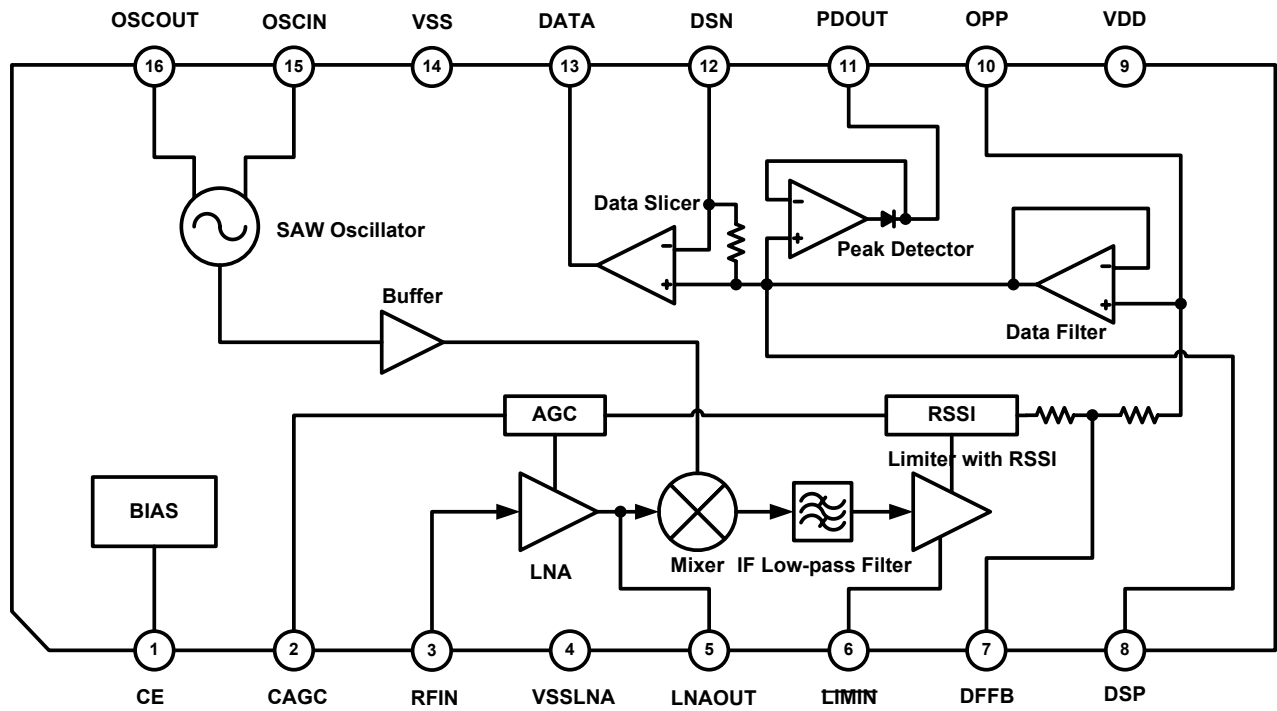 OSCOUT OSCIN VSS DATA DSN PDOUT OPP VDD
16 15 14 13 12 11 10 9
Data Slicer
SAW Oscillator
Peak Detector
Buffer
Data Filter
AGC
RSSI
Limiter with RSSI
BIAS
LNA
Mixer
IF Low-pass Filter
1 2 3 4 5 6 7 8
CE CAGC RFIN VSSLNA LNAOUT LIMIN DFFB DSP
- + - + - +